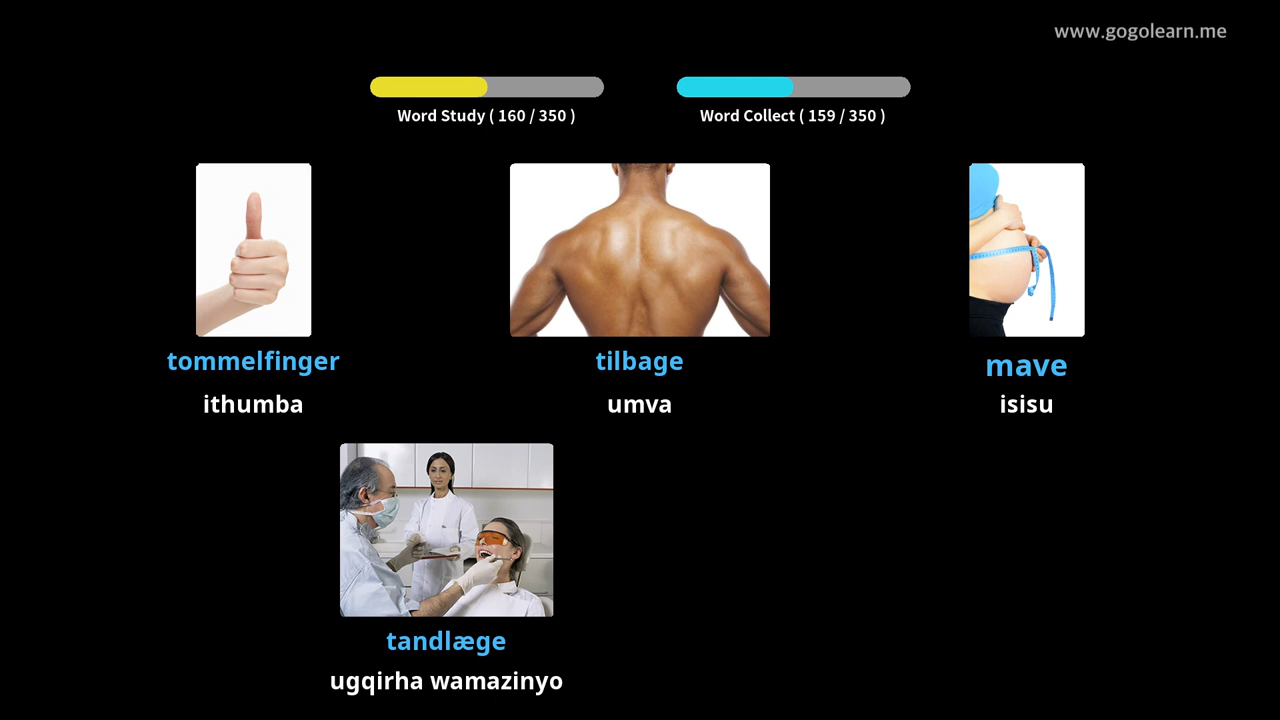 www.gogolearn.me
Word Study ( 160 / 350 )
Word Collect ( 159 / 350 )
tommelfinger
tilbage
mave
ithumba
umva
isisu
tandlæge
ugqirha wamazinyo